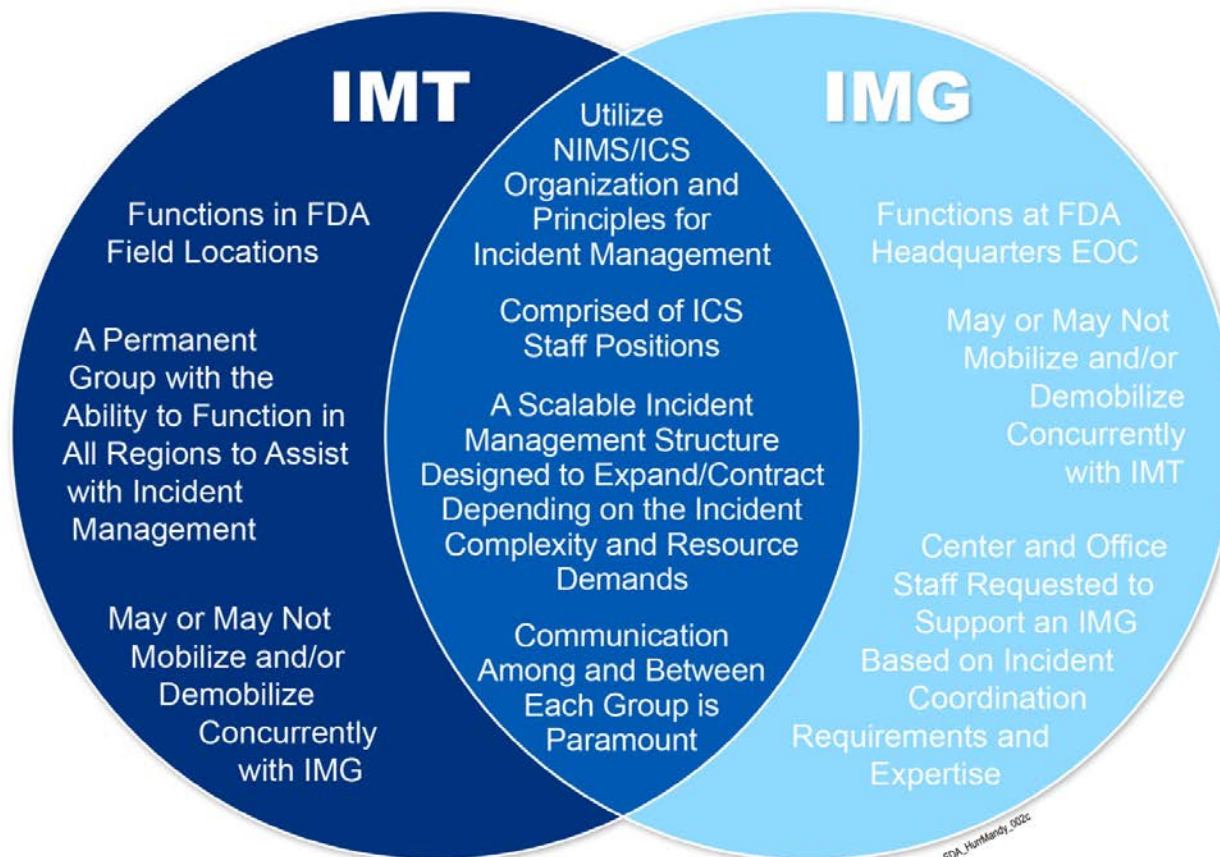 IMT
Functions in FDA
Field Locations
A Permanent
Group with the
Ability to Function in
All Regions to Assist
with Incident
Management
May or May Not
Mobilize and/or
Demobilize
Concurrently
with IMG
Utilize
NIMS/ICS
Organization and
Principles for
Incident Management
Comprised of ICS
Staff Positions
A Scalable Incident
Management Structure
Designed to Expand/Contract
Depending on the Incident
Complexity and Resource
Demands
Communication
Among and Between
Each Group is
Paramount
IMG
Functions at FDA
Headquarters EOC
May or May Not
Mobilize and/or
Demobilize
Concurrently
with IMT
Center and Office
Staff Requested to
Support an IMG
Based on Incident
Coordination
Requirements and
Expertise
FDA_HurrMandy_002c